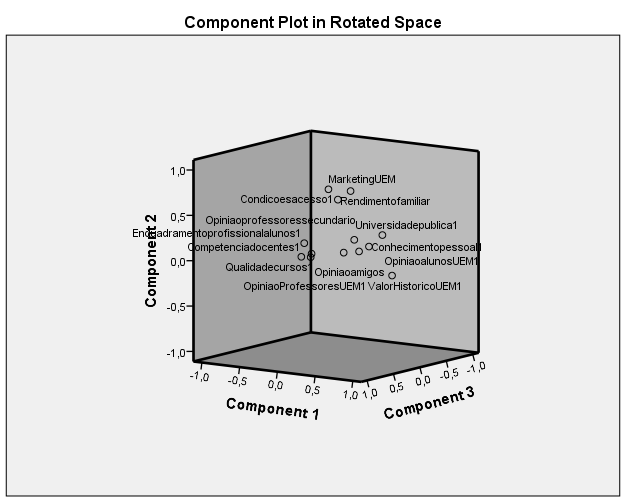 Component Plot in Rotated Space
Component 2
1,0
0,5
0,0
-0,5
-1,0
MarketingUEM
Condicoesacesso1
Rendimentofamiliar
Opiniaoprofessoressecundario
Universidadepublica1
Enquadramentoprofissionalalunos1
Competenciadocentes1
Conhecimentopessoall
OpiniaoalunosUEM1
Qualidadecursos1
Opiniaoamigos
OpiniaoProfessoresUEM1
ValorHistoricoUEM1
-1,0
-0,5
0,0
0,5
1,0
Component 1
1,0
0,5
0,0
-0,5
-1,0
Component 3